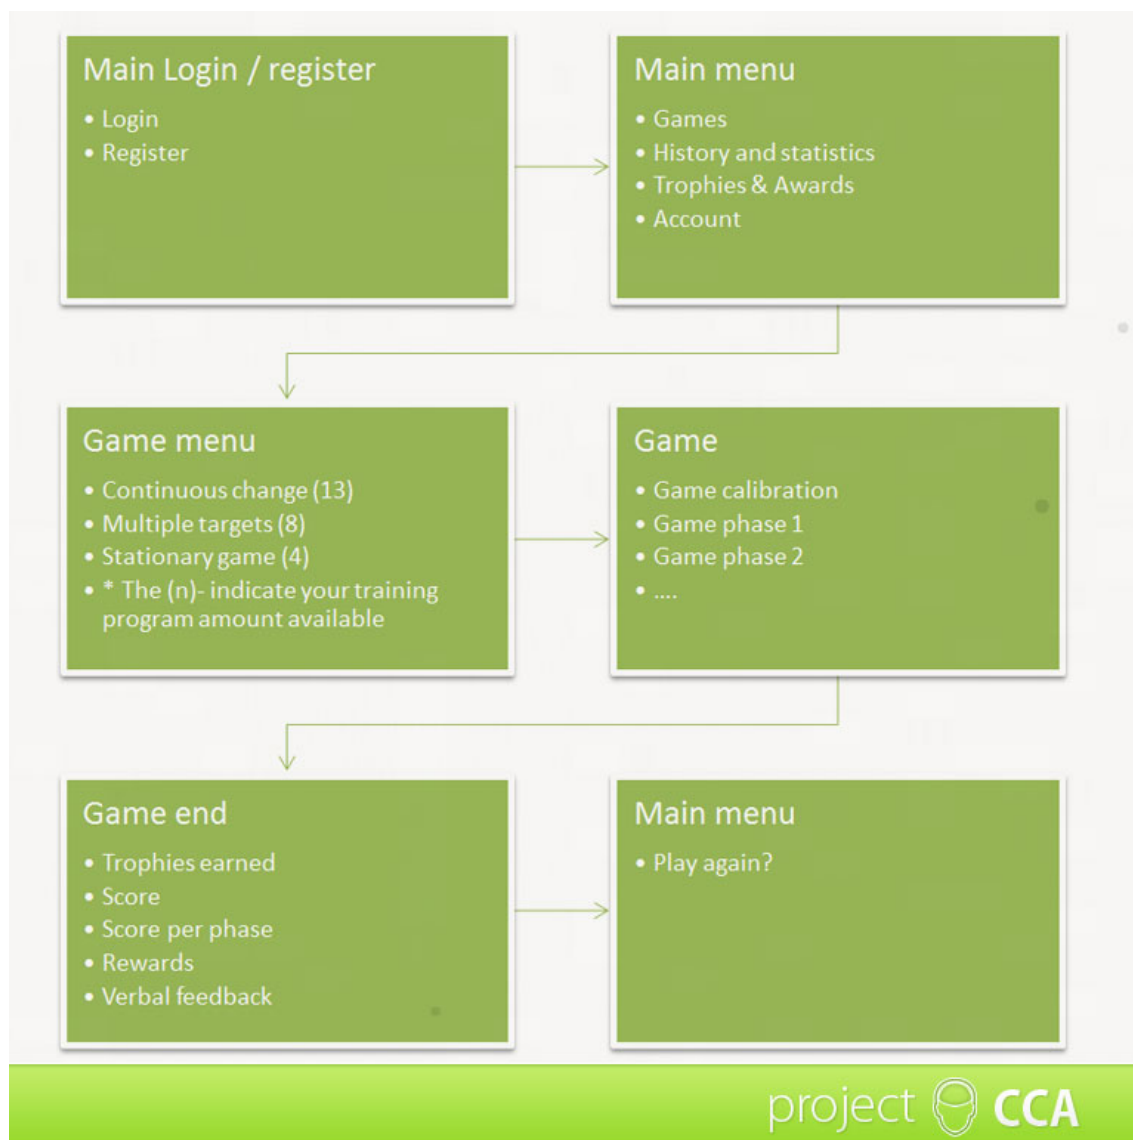 Main Login / register
• Login
• Register
Main menu
• Games
• History and statistics
• Trophies & Awards
• Account
Game menu
• Continuous change (13)
• Multiple targets (8)
• Stationary game (4)
• * The (n)- indicate your training
program amount available
Game
• Game calibration
• Game phase 1
• Game phase 2
• ....
Game end
• Trophies earned
• Score
• Score per phase
• Rewards
• Verbal feedback
Main menu
• Play again?
project CCA